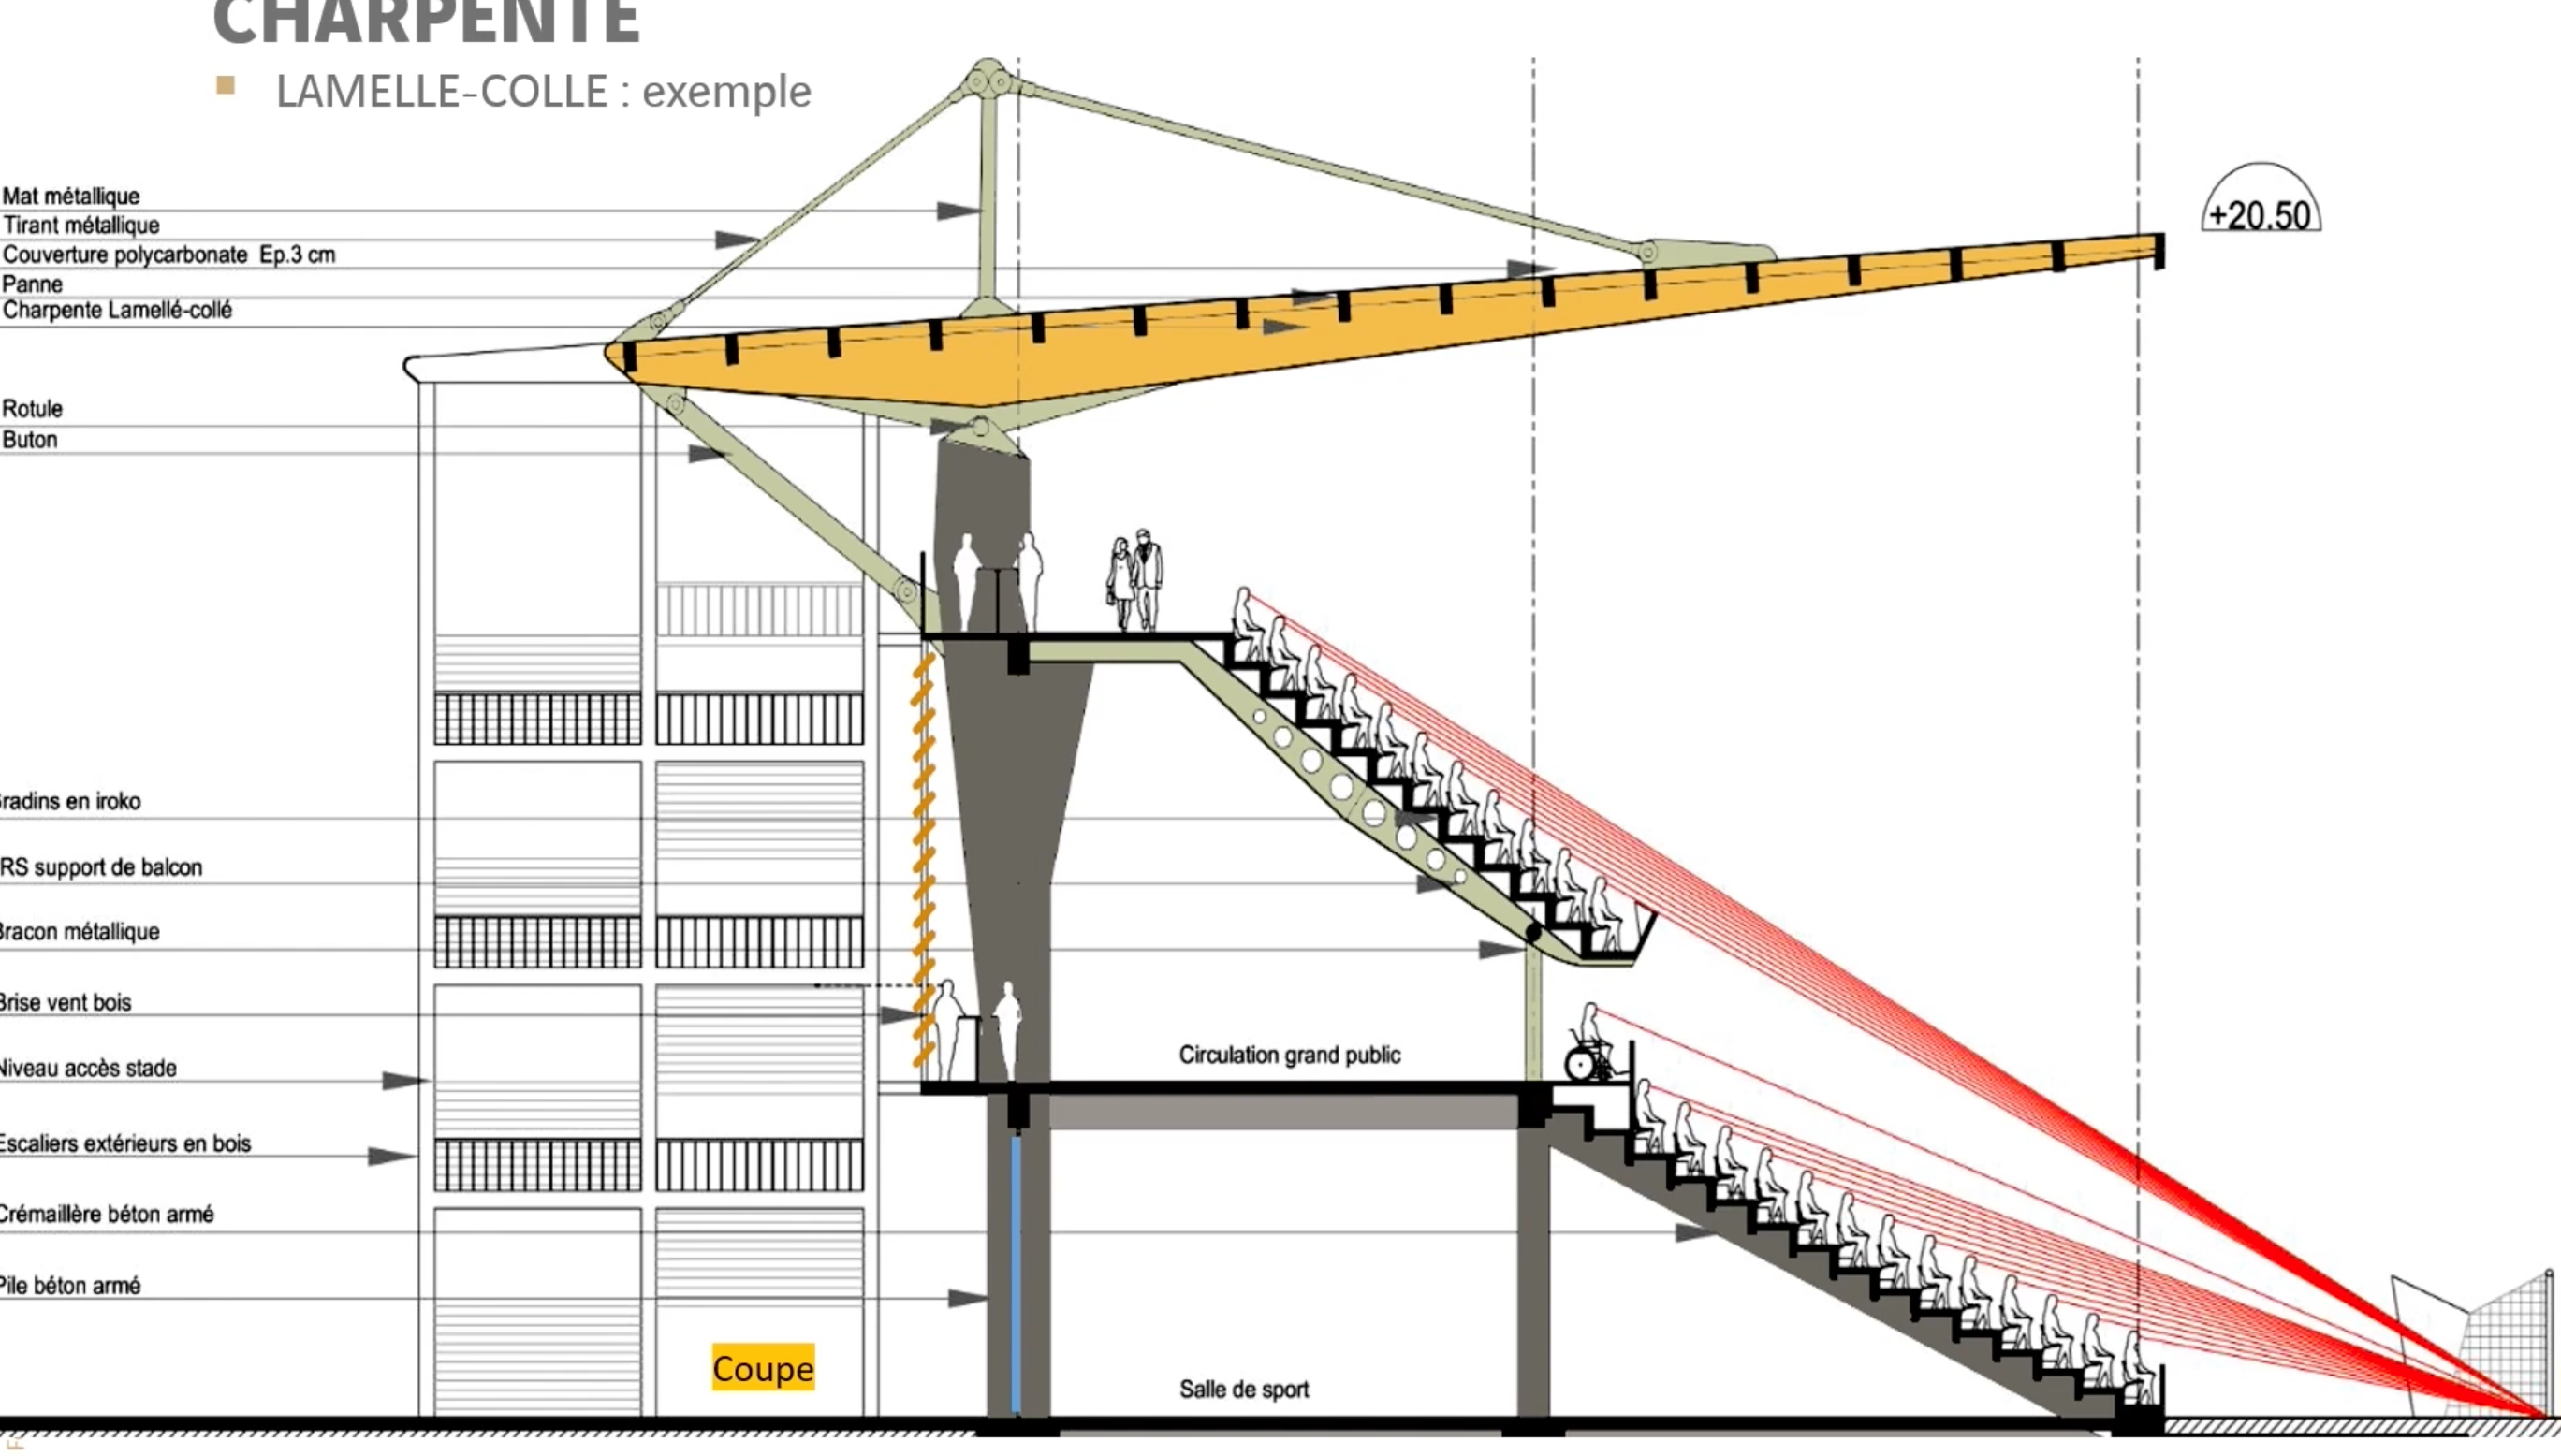 CHARPENTE
LAMELLE-COLLE : exemple
Mat métallique
Tirant métallique
Couverture polycarbonate Ep.3 cm
Panne
Charpente Lamellé-collé
+20.50
Rotule
Buton
radins en iroko
RS support de balcon
Bracon métallique
Brise vent bois
Circulation grand public
Niveau accès stade
Escaliers extérieurs en bois
Crémaillère béton armé
Pile béton armé
Coupe
Salle de sport
F